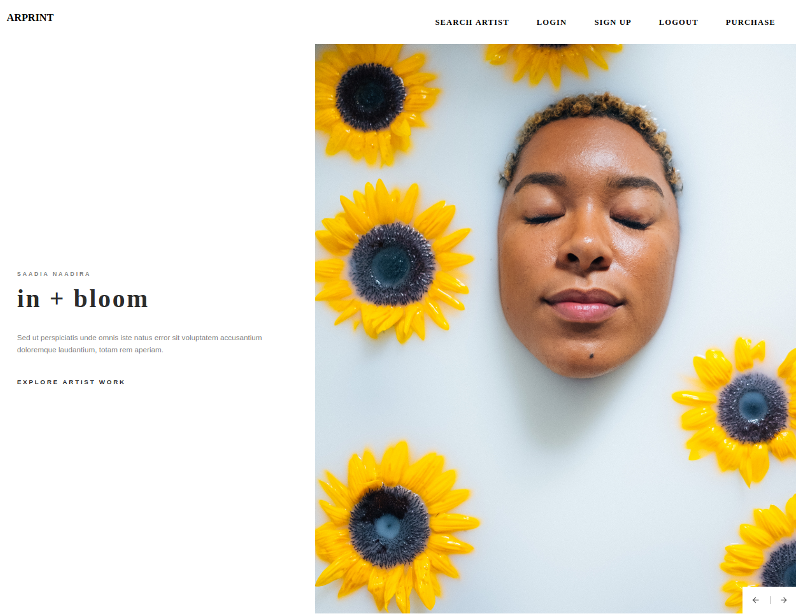 ARPRINT
SEARCH ARTIST LOGIN SIGN UP LOGOUT PURCHASE
SAADIA NAADIRA
in + bloom
Sed ut perspiciatis unde omnis iste natus error sit voluptatem accusantium
doloremque laudantium, totam rem aperiam.
EXPLORE ARTIST WORK